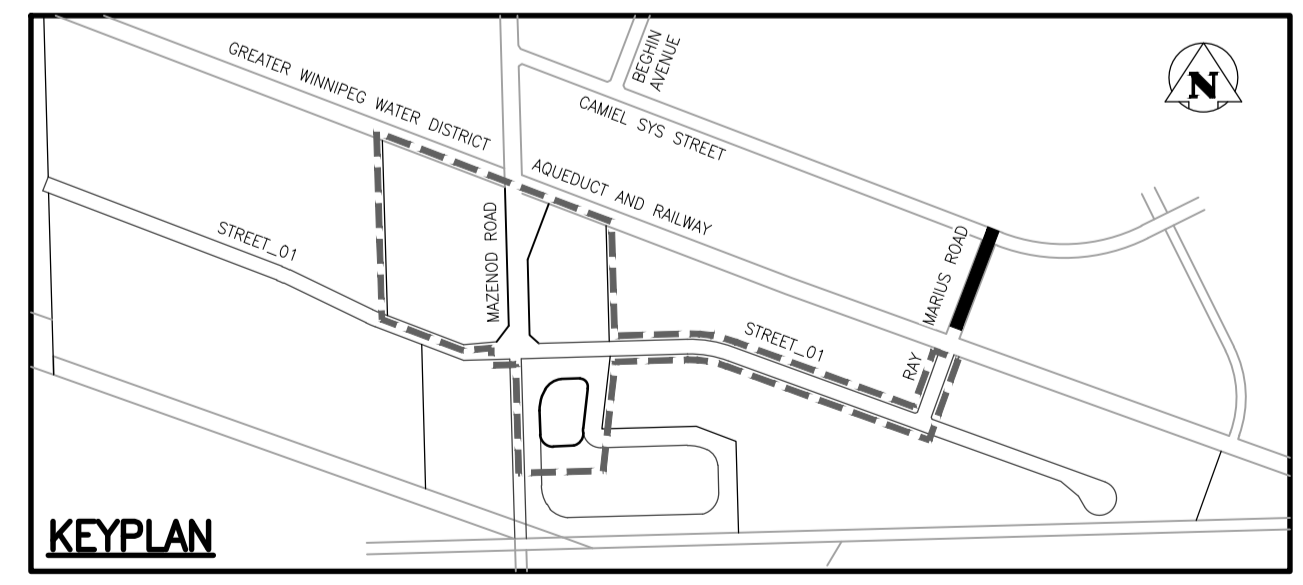 GREATER WINNIPEG WATER DISTRICT
BEGHIN
AVENUE
N
CAMIEL SYS STREET
AQUEDUCT AND RAILWAY
STREET_01
MAZENOD ROAD
RAY MARIUS ROAD
STREET_01
KEYPLAN